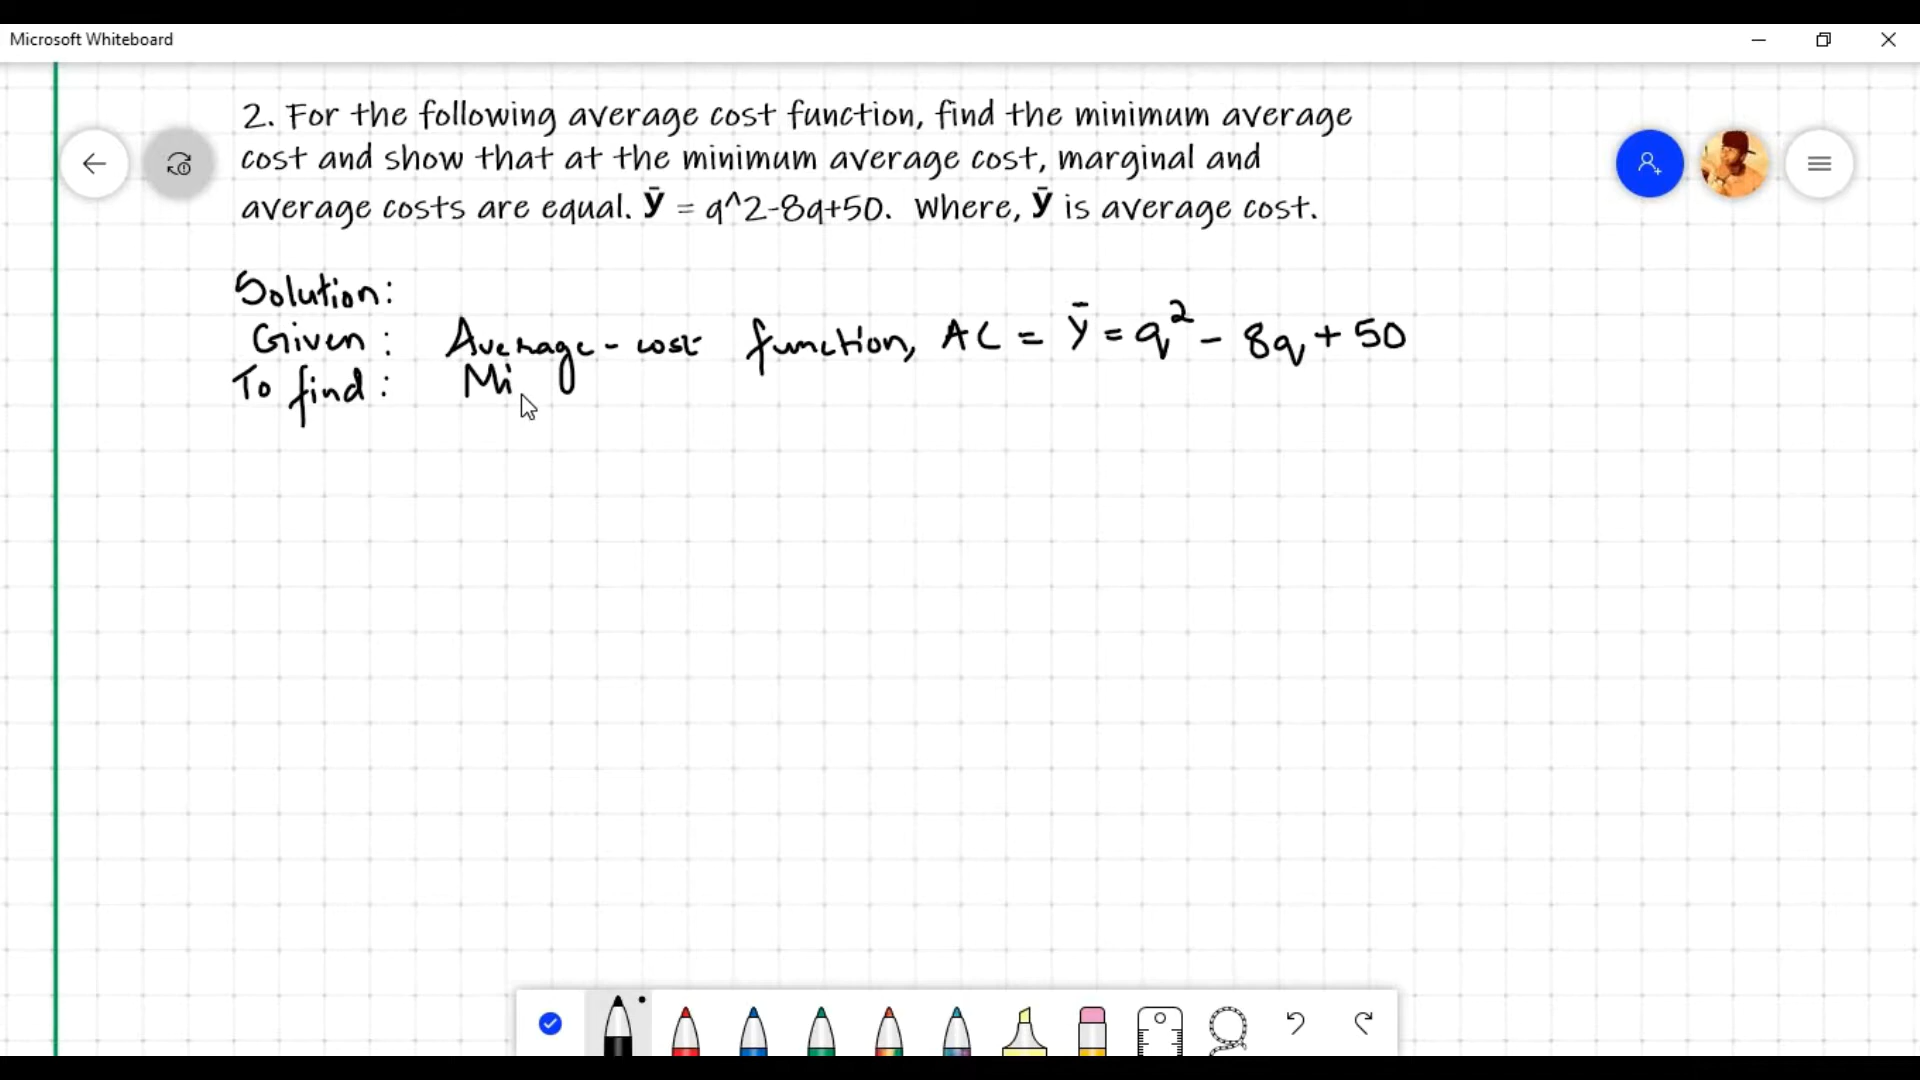 Microsoft Whiteboard
2. For the following average cost function, find the minimum average
cost and show that at the minimum average cost, marginal and
average costs are equal. ȳ = q^2-8q+50. Where, ȳ is average cost.
Solution:
Given: Average-cost function, AC = ȳ = q² - 8q + 50
To find: Mi